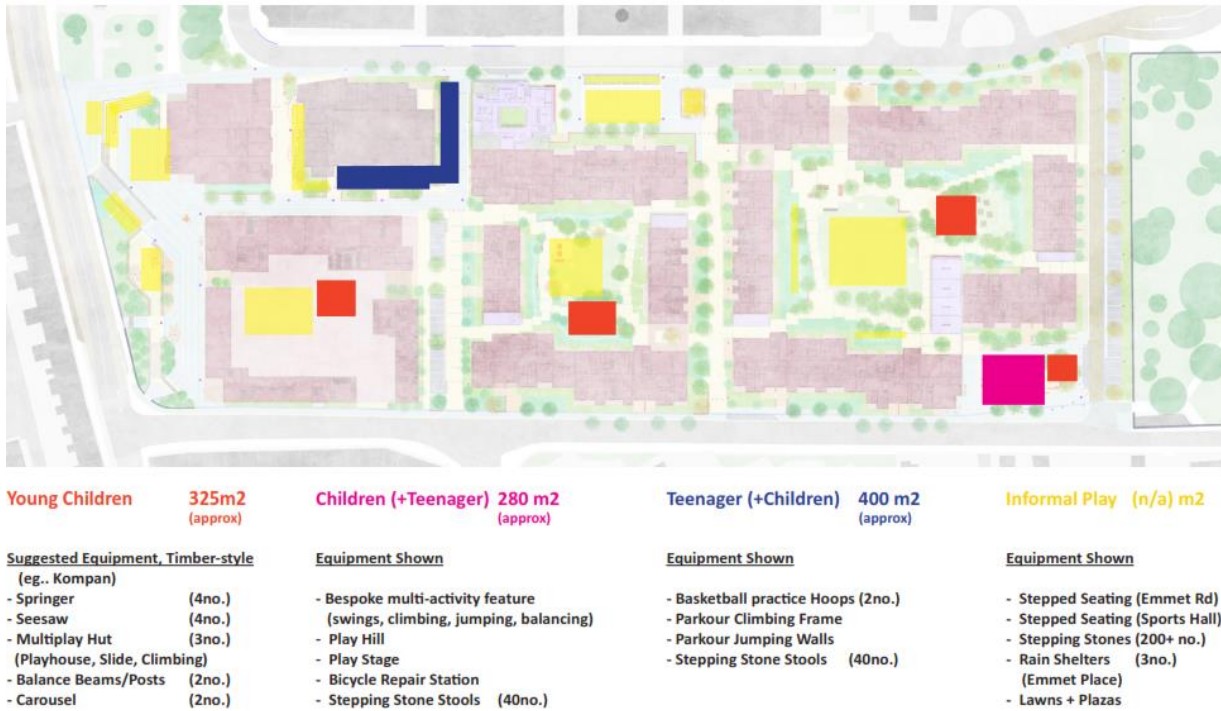 Young Children 325m2
(approx)
Suggested Equipment, Timber-style
(eg.. Kompan)
- Springer (4no.)
- Seesaw (4no.)
- Multiplay Hut (3no.)
(Playhouse, Slide, Climbing)
- Balance Beams/Posts (2no.)
- Carousel (2no.)
Children (+Teenager) 280 m2
(approx)
Equipment Shown
- Bespoke multi-activity feature
(swings, climbing, jumping, balancing)
- Play Hill
- Play Stage
- Bicycle Repair Station
- Stepping Stone Stools (40no.)
Teenager (+Children) 400 m2
(approx)
Equipment Shown
- Basketball practice Hoops (2no.)
- Parkour Climbing Frame
- Parkour Jumping Walls
- Stepping Stone Stools (40no.)
Informal Play (n/a) m2
Equipment Shown
- Stepped Seating (Emmet Rd)
- Stepped Seating (Sports Hall)
- Stepping Stones (200+ no.)
- Rain Shelters (3no.)
(Emmet Place)
- Lawns + Plazas